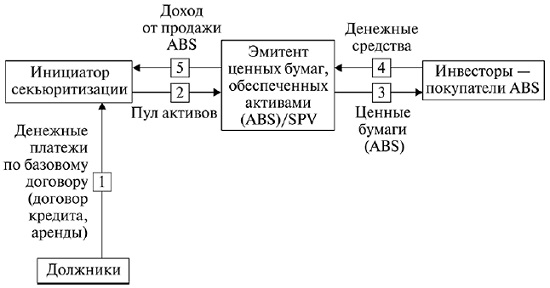 Доход
от продажи
ABS
5
Инициатор
секьюритизации
2
Пул активов
Эмитент
ценных бумаг,
обеспеченных
активами
(ABS)/SPV
Денежные
средства
4
3
Ценные
бумаги
(ABS)
Инвесторы —
покупатели ABS
Денежные
платежи
по базовому
договору
(договор
кредита,
аренды)
1
Должники